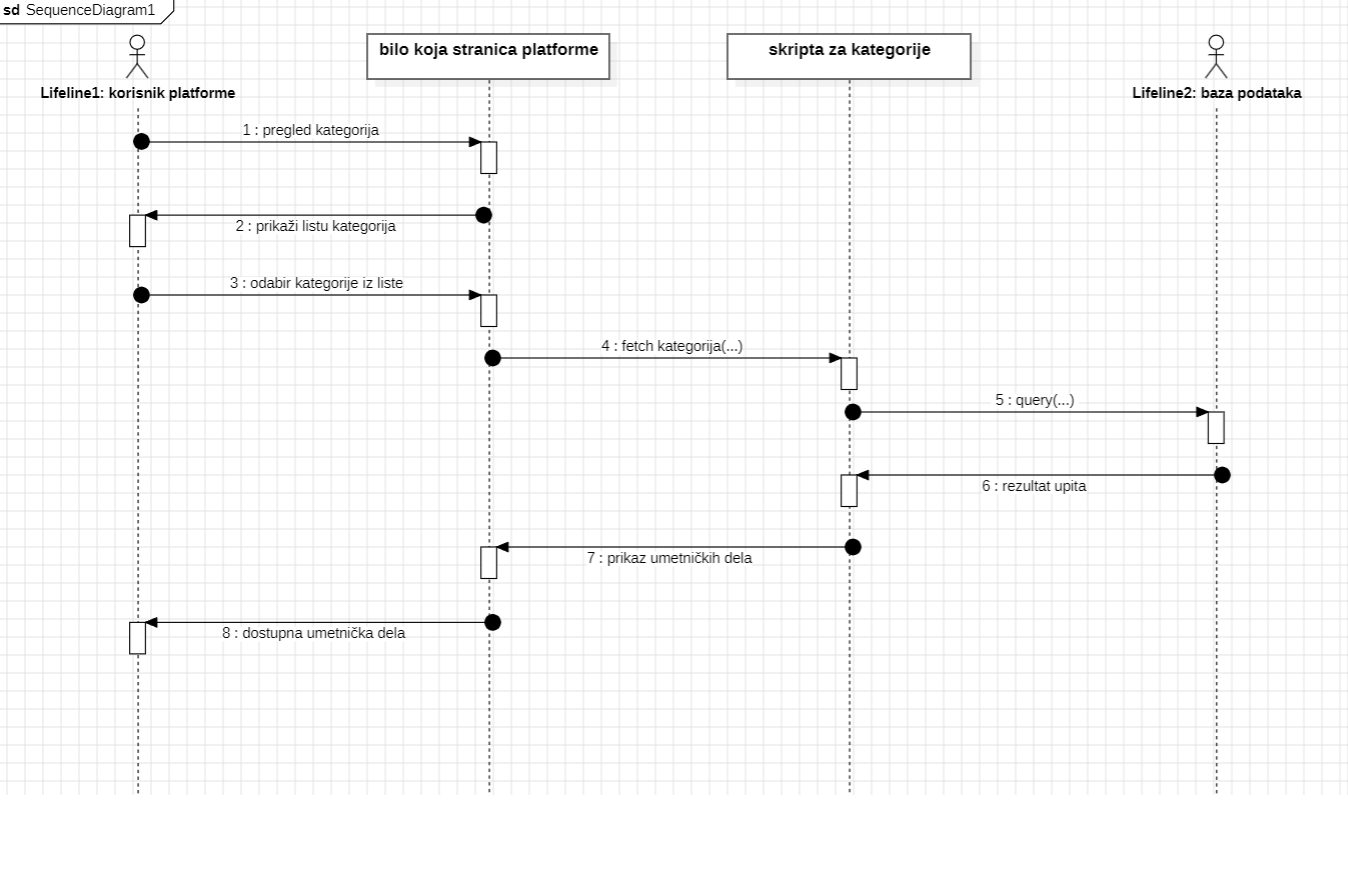 sd SequenceDiagram1
bilo koja stranica platforme
skripta za kategorije
Lifeline1: korisnik platforme
Lifeline2: baza podataka
1 : pregled kategorija
2 : prikaži listu kategorija
3 : odabir kategorije iz liste
4 : fetch kategorija(...)
5 : query(...)
6 : rezultat upita
7 : prikaz umetničkih dela
8 : dostupna umetnička dela